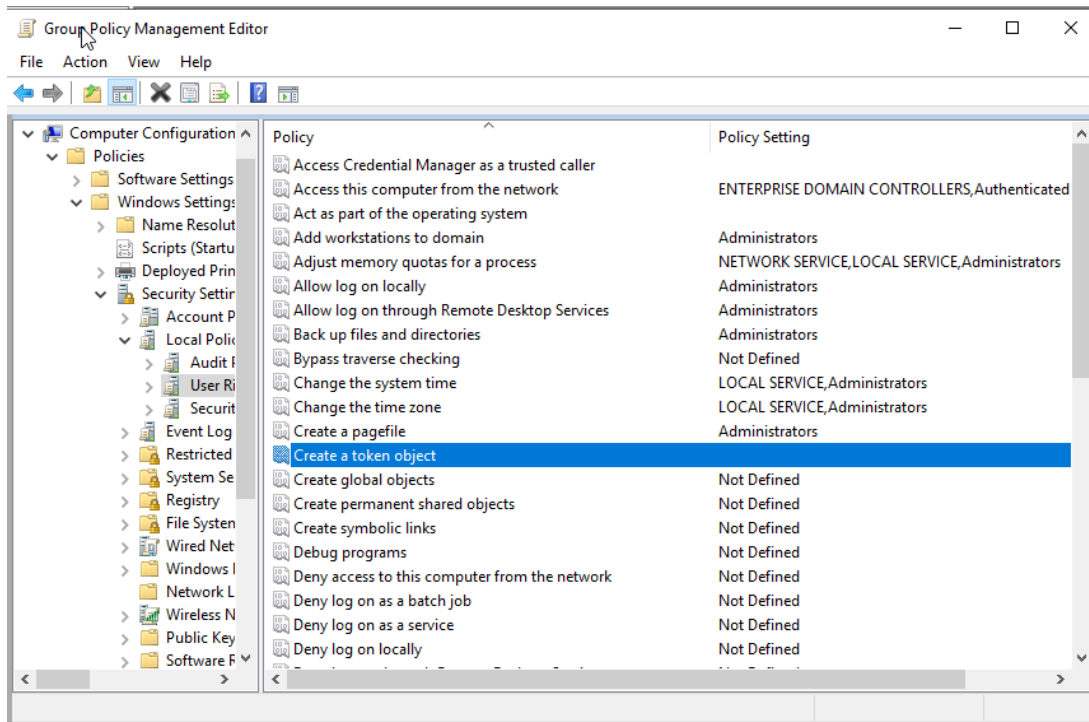 Group Policy Management Editor
File Action View Help
Computer Configuration
Policies
Software Settings
Windows Settings
Name Resolut
Scripts (Startu
Deployed Prin
Security Settin
Account P
Local Polic
Audit P
User Ri
Securit
Event Log
Restricted
System Se
Registry
File System
Wired Net
Windows
Network L
Wireless N
Public Key
Software R
Policy Policy Setting
Access Credential Manager as a trusted caller
Access this computer from the network ENTERPRISE DOMAIN CONTROLLERS,Authenticated
Act as part of the operating system
Add workstations to domain Administrators
Adjust memory quotas for a process NETWORK SERVICE,LOCAL SERVICE,Administrators
Allow log on locally Administrators
Allow log on through Remote Desktop Services Administrators
Back up files and directories Administrators
Bypass traverse checking Not Defined
Change the system time LOCAL SERVICE,Administrators
Change the time zone LOCAL SERVICE,Administrators
Create a pagefile Administrators
Create a token object
Create global objects Not Defined
Create permanent shared objects Not Defined
Create symbolic links Not Defined
Debug programs Not Defined
Deny access to this computer from the network Not Defined
Deny log on as a batch job Not Defined
Deny log on as a service Not Defined
Deny log on locally Not Defined